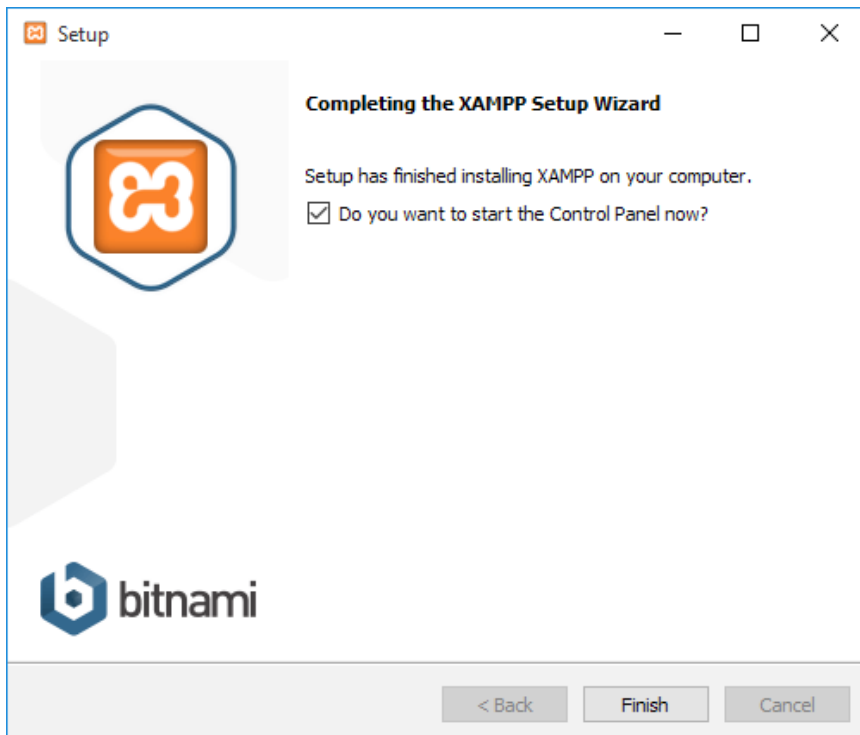 Setup
Completing the XAMPP Setup Wizard
Setup has finished installing XAMPP on your computer.
Do you want to start the Control Panel now?
bitnami
< Back Finish Cancel